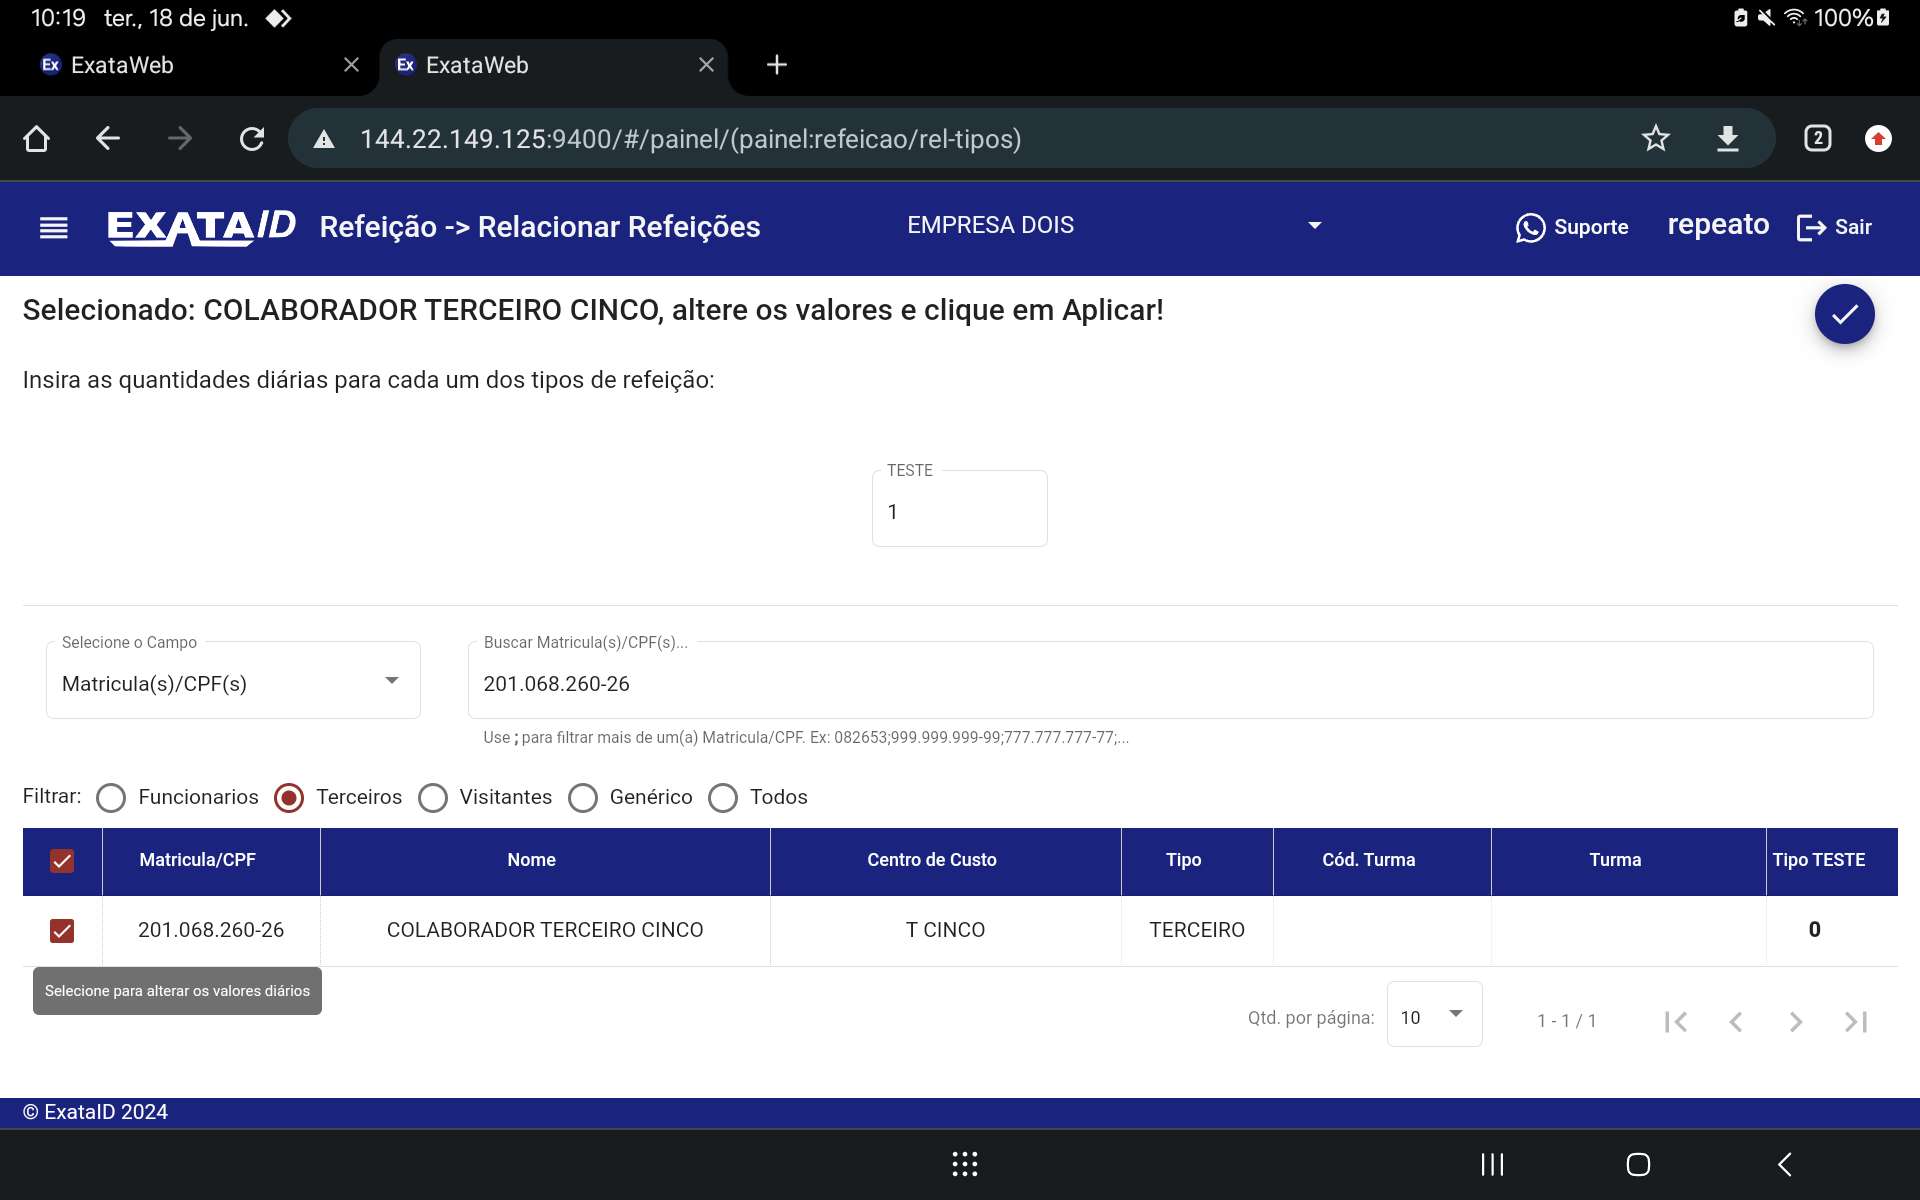 10:19 ter., 18 de jun. 100%
Ex ExataWeb Ex ExataWeb
144.22.149.125:9400/#/painel/(painel:refeicao/rel-tipos) 2
EXATAID Refeição -> Relacionar Refeições EMPRESA DOIS Suporte repeato Sair
Selecionado: COLABORADOR TERCEIRO CINCO, altere os valores e clique em Aplicar!
Insira as quantidades diárias para cada um dos tipos de refeição:
TESTE
1
Selecione o Campo Buscar Matricula(s)/CPF(s)...
Matricula(s)/CPF(s) 201.068.260-26
Use ; para filtrar mais de um(a) Matricula/CPF. Ex: 082653;999.999.999-99;777.777.777-77;...
Filtrar: Funcionarios Terceiros Visitantes Genérico Todos
Matricula/CPF Nome Centro de Custo Tipo Cód. Turma Turma Tipo TESTE
201.068.260-26 COLABORADOR TERCEIRO CINCO T CINCO TERCEIRO 0
Selecione para alterar os valores diários
Qtd. por página: 10 1 - 1 / 1
© ExataID 2024